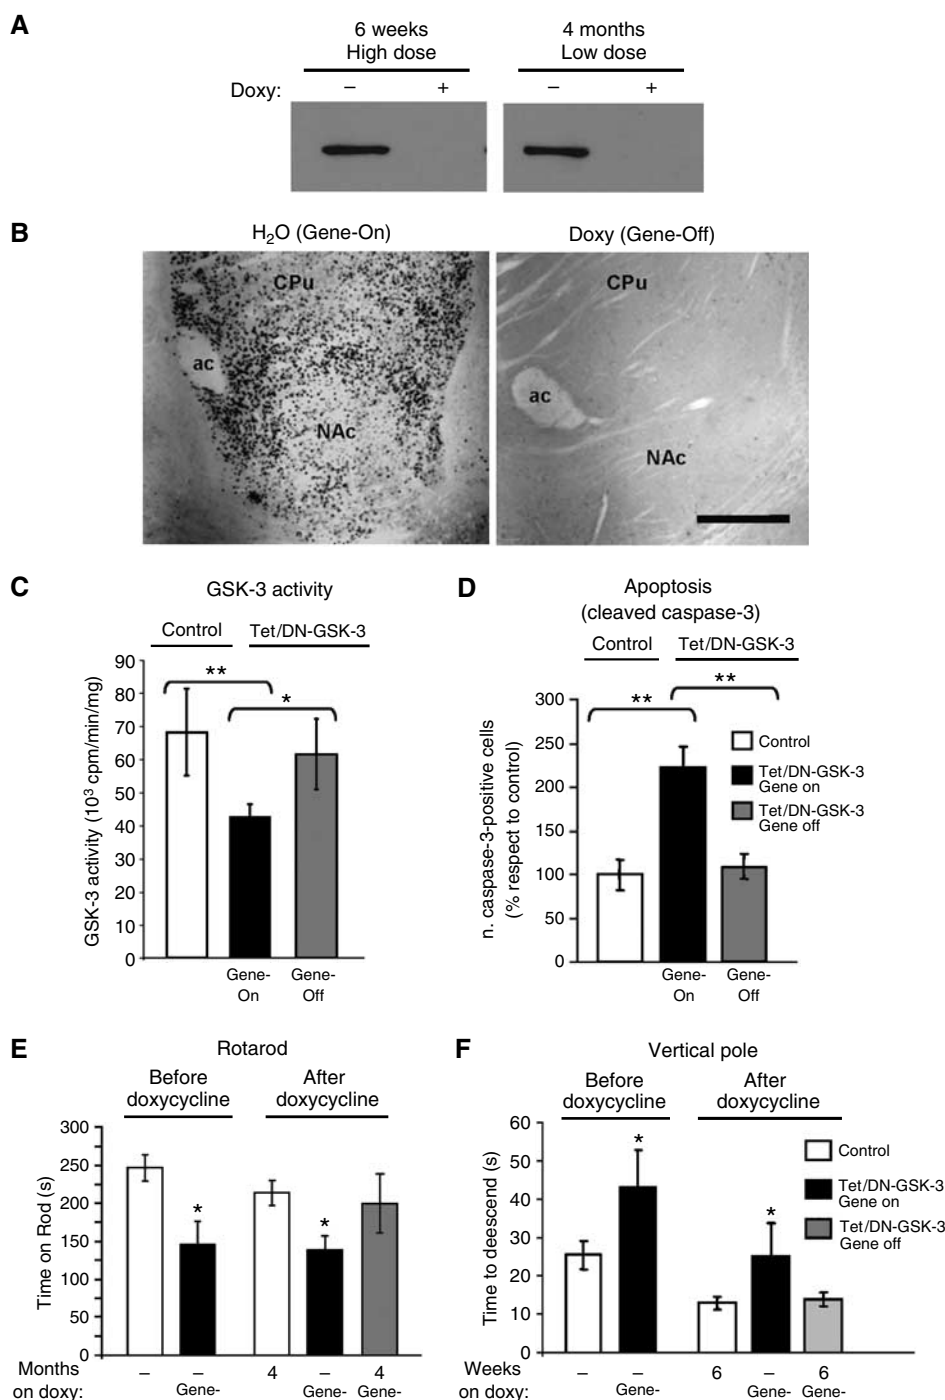 A
6 weeks
High dose
4 months
Low dose
Doxy:
–
+
–
+
B
H2O (Gene-On)
Doxy (Gene-Off)
CPu
ac
NAc
CPu
ac
NAc
C
GSK-3 activity
Control
Tet/DN-GSK-3
**
*
GSK-3 activity (10³ cpm/min/mg)
90
80
70
60
50
40
30
20
10
0
Gene-
On
Gene-
Off
D
Apoptosis
(cleaved caspase-3)
Control
Tet/DN-GSK-3
**
**
n. caspase-3-positive cells
(% respect to control)
300
250
200
150
100
50
0
Control
Tet/DN-GSK-3
Gene on
Tet/DN-GSK-3
Gene off
Gene-
On
Gene-
Off
E
Rotarod
Before
doxycycline
After
doxycycline
Time on Rod (s)
300
250
200
150
100
50
0
*
*
Months
on doxy:
–
–
4
–
4
Gene-
Gene-
Gene-
F
Vertical pole
Before
doxycycline
After
doxycycline
Time to deescend (s)
60
50
40
30
20
10
0
*
*
Control
Tet/DN-GSK-3
Gene on
Tet/DN-GSK-3
Gene off
Weeks
on doxy:
–
–
6
–
6
Gene-
Gene-
Gene-